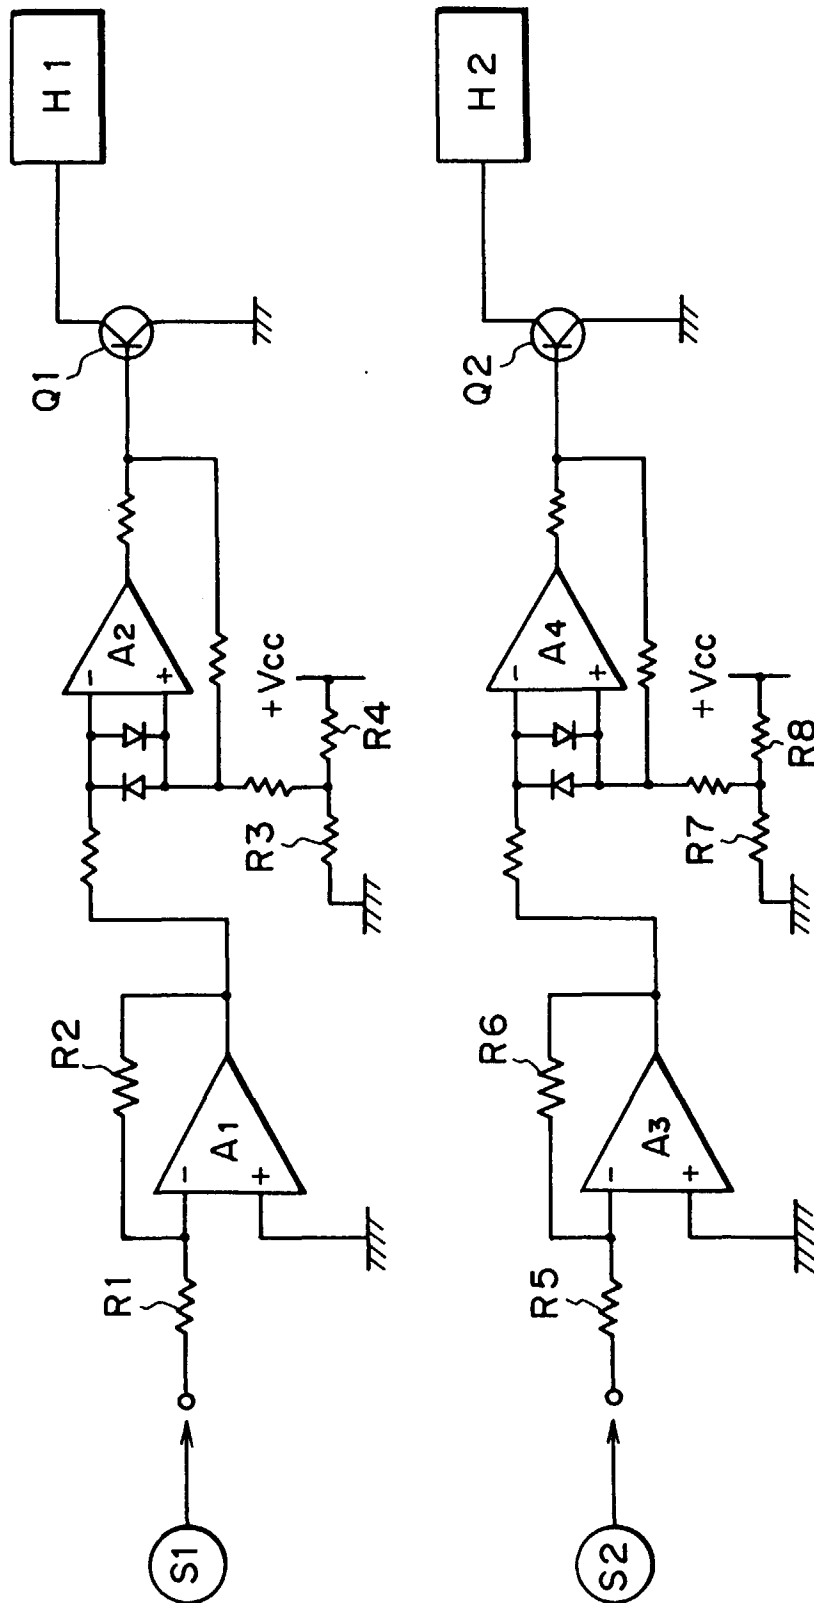 S1
R1
R2
A1
-
+
A2
-
+
R3
R4
+Vcc
Q1
H1
S2
R5
R6
A3
-
+
A4
-
+
R7
R8
+Vcc
Q2
H2